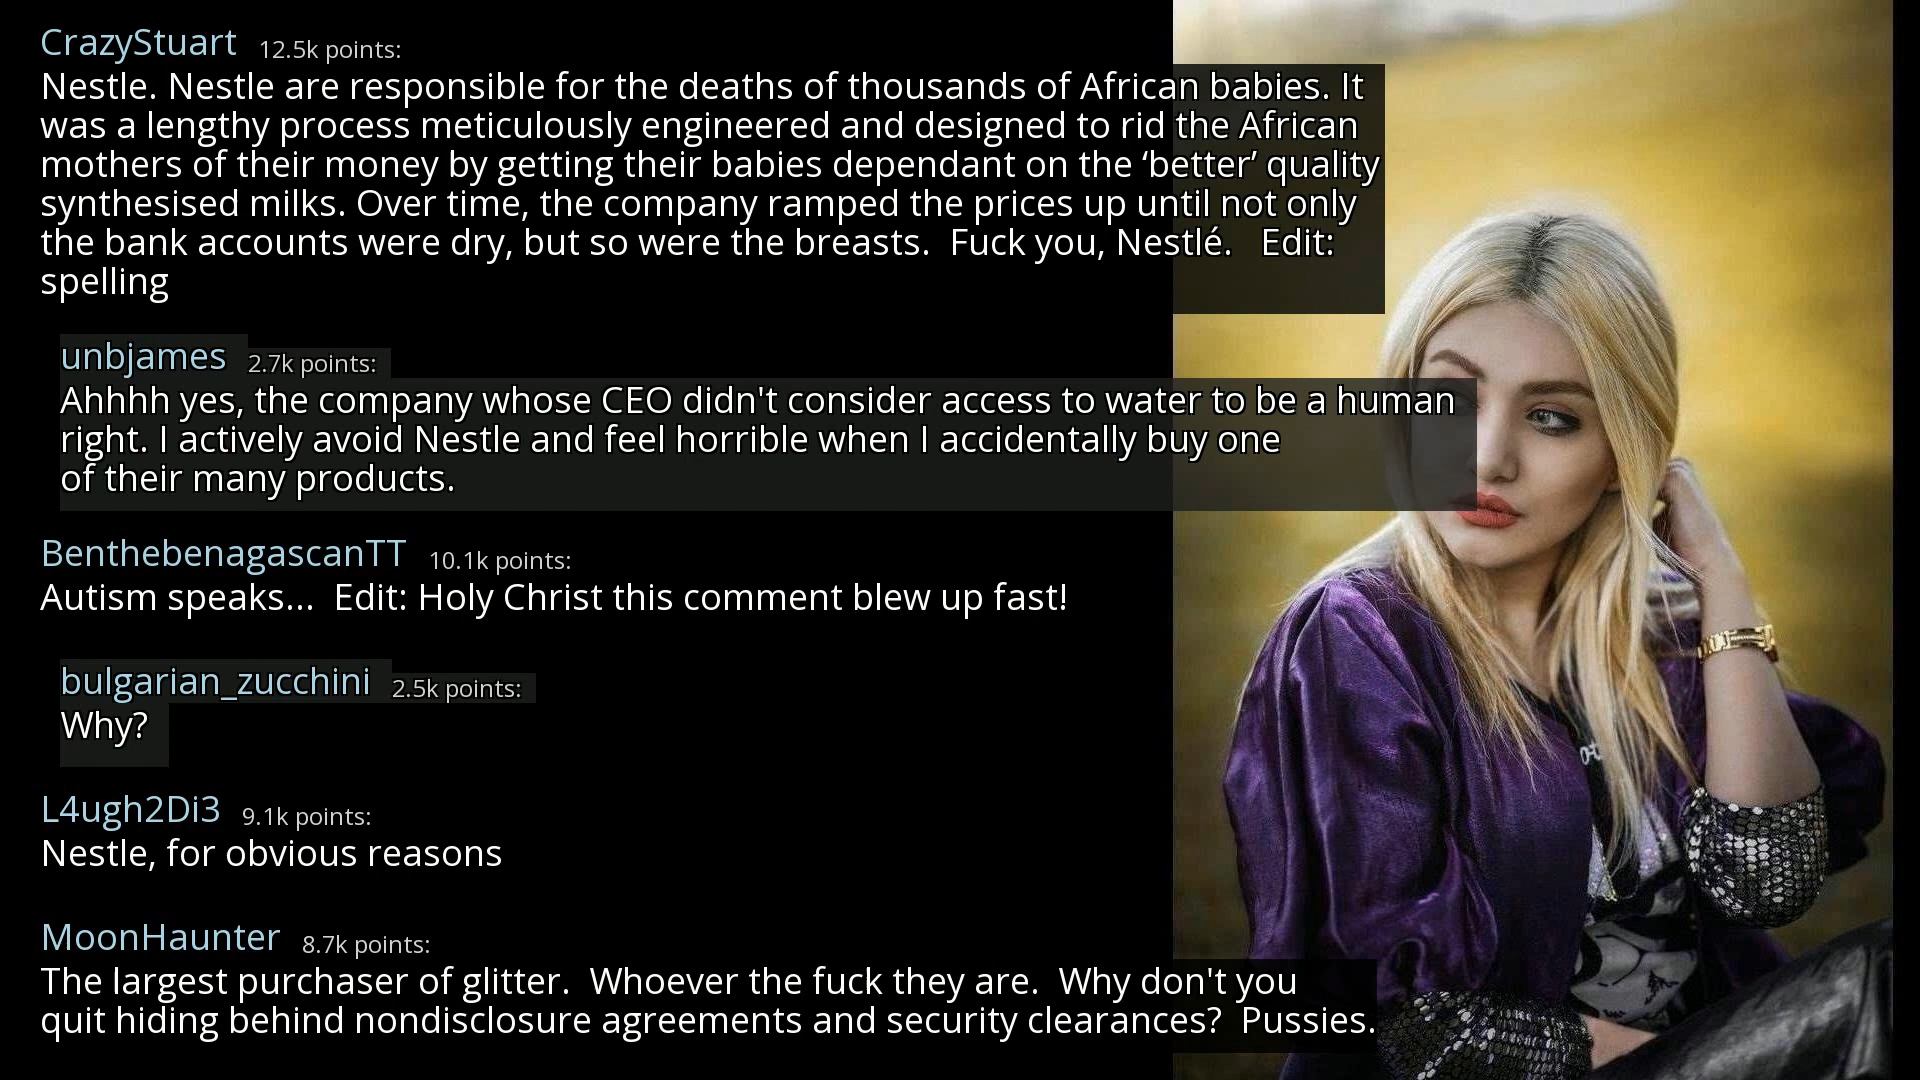 CrazyStuart 12.5k points:
Nestle. Nestle are responsible for the deaths of thousands of African babies. It
was a lengthy process meticulously engineered and designed to rid the African
mothers of their money by getting their babies dependant on the ‘better’ quality
synthesised milks. Over time, the company ramped the prices up until not only
the bank accounts were dry, but so were the breasts.  Fuck you, Nestlé.   Edit:
spelling
unbjames 2.7k points:
Ahhhh yes, the company whose CEO didn't consider access to water to be a human
right. I actively avoid Nestle and feel horrible when I accidentally buy one
of their many products.
BenthebenagascanTT 10.1k points:
Autism speaks...  Edit: Holy Christ this comment blew up fast!
bulgarian_zucchini 2.5k points:
Why?
L4ugh2Di3 9.1k points:
Nestle, for obvious reasons
MoonHaunter 8.7k points:
The largest purchaser of glitter.  Whoever the fuck they are.  Why don't you
quit hiding behind nondisclosure agreements and security clearances?  Pussies.